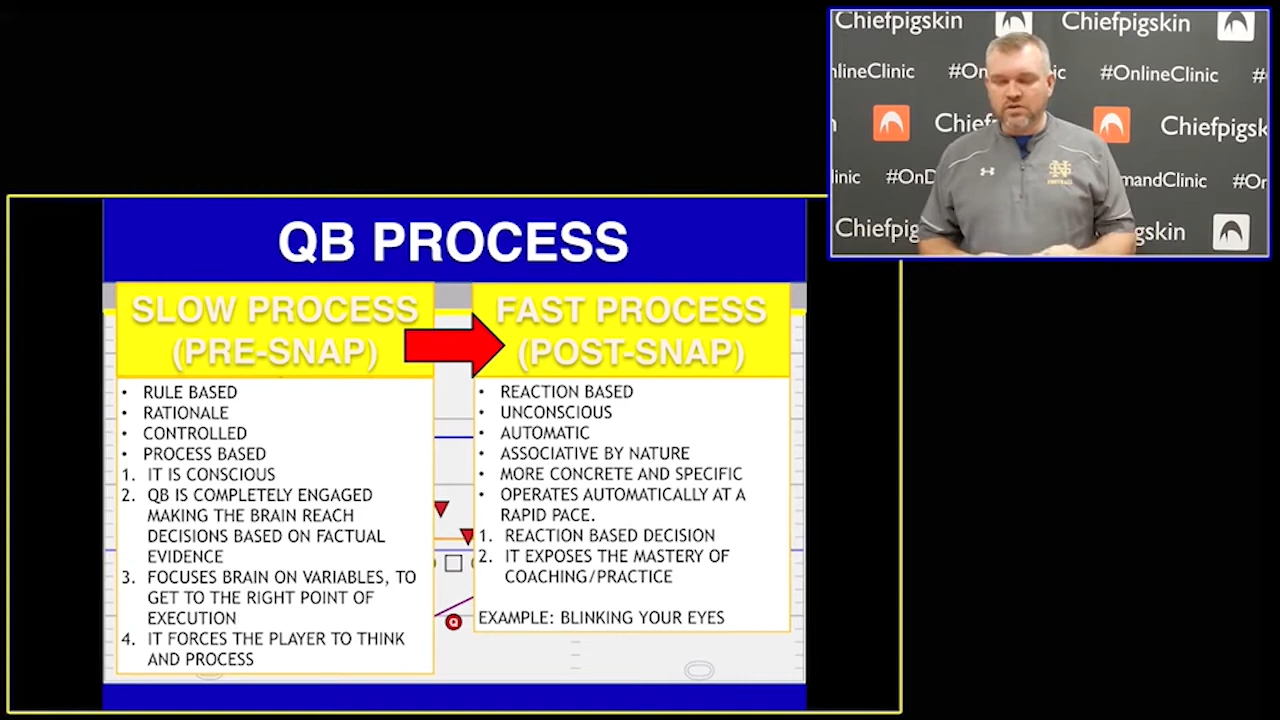 Chiefpigskin Chiefpigskin
#OnlineClinic
Chiefpigskin
QB PROCESS
SLOW PROCESS
(PRE-SNAP)
• RULE BASED
• RATIONALE
• CONTROLLED
• PROCESS BASED
1. IT IS CONSCIOUS
2. QB IS COMPLETELY ENGAGED
MAKING THE BRAIN REACH
DECISIONS BASED ON FACTUAL
EVIDENCE
3. FOCUSES BRAIN ON VARIABLES, TO
GET TO THE RIGHT POINT OF
EXECUTION
4. IT FORCES THE PLAYER TO THINK
AND PROCESS
FAST PROCESS
(POST-SNAP)
• REACTION BASED
• UNCONSCIOUS
• AUTOMATIC
• ASSOCIATIVE BY NATURE
• MORE CONCRETE AND SPECIFIC
• OPERATES AUTOMATICALLY AT A
RAPID PACE.
1. REACTION BASED DECISION
2. IT EXPOSES THE MASTERY OF
COACHING/PRACTICE
EXAMPLE: BLINKING YOUR EYES
Q